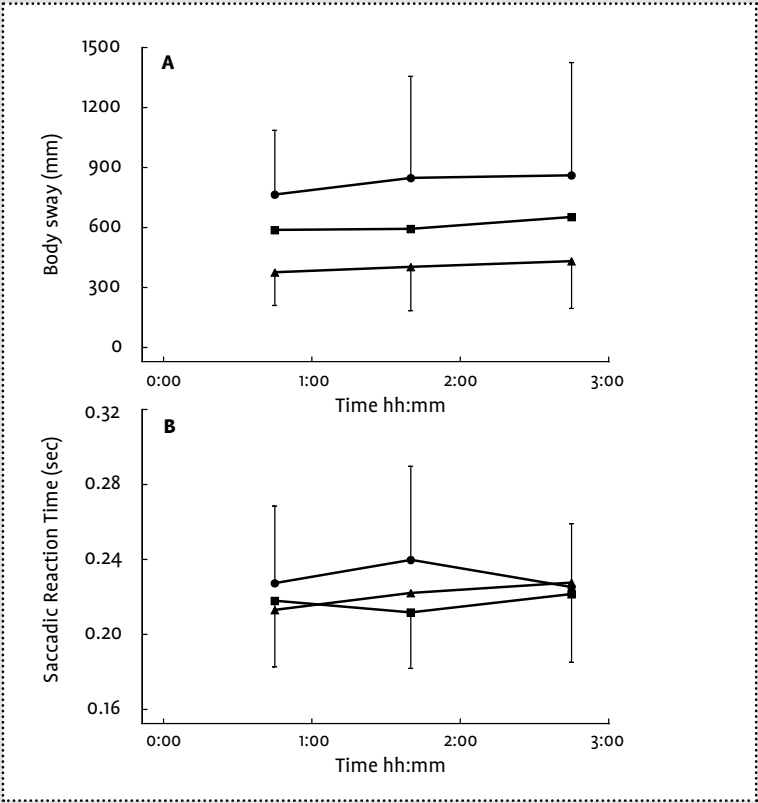 A
1500
1200
900
600
300
0
Body sway (mm)
0:00 1:00 2:00 3:00
Time hh:mm
B
0.32
0.28
0.24
0.20
0.16
Saccadic Reaction Time (sec)
0:00 1:00 2:00 3:00
Time hh:mm